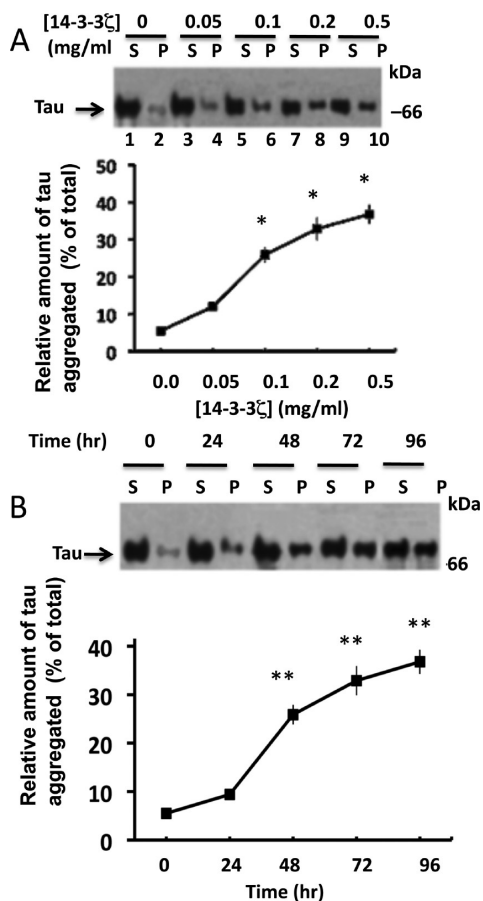 A
[14-3-3ζ] 0 0.05 0.1 0.2 0.5
(mg/ml S P S P S P S P S P
kDa
Tau
–66
1 2 3 4 5 6 7 8 9 10
Relative amount of tau
aggregated (% of total)
50
40
30
20
10
0
*
*
*
0.0 0.05 0.1 0.2 0.5
[14-3-3ζ] (mg/ml)
Time (hr) 0 24 48 72 96
S P S P S P S P S P
B
kDa
Tau
-66
Relative amount of tau
aggregated (% of total)
40
30
20
10
0
**
**
**
0 24 48 72 96
Time (hr)